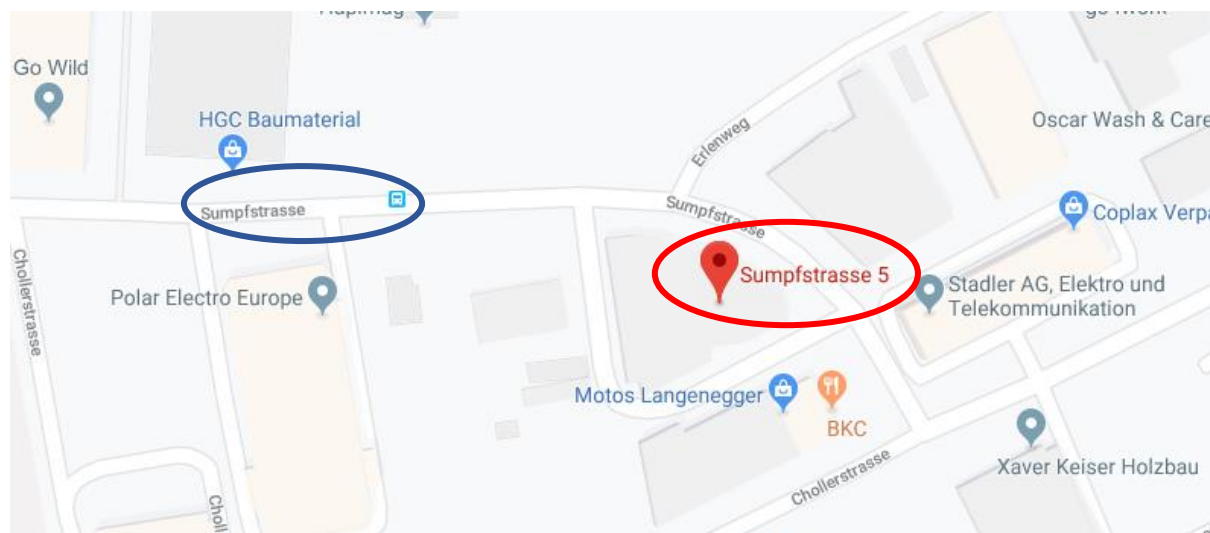 Go Wild
HGC Baumaterial
Oscar Wash & Care
Erlenweg
Sumpfstrasse
Sumpfstrasse
Coplax Verpa
Chollerstrasse
Polar Electro Europe
Sumpfstrasse 5
Stadler AG, Elektro und
Telekommunikation
Motos Langenegger
BKC
Chollerstrasse
Xaver Keiser Holzbau
Choll